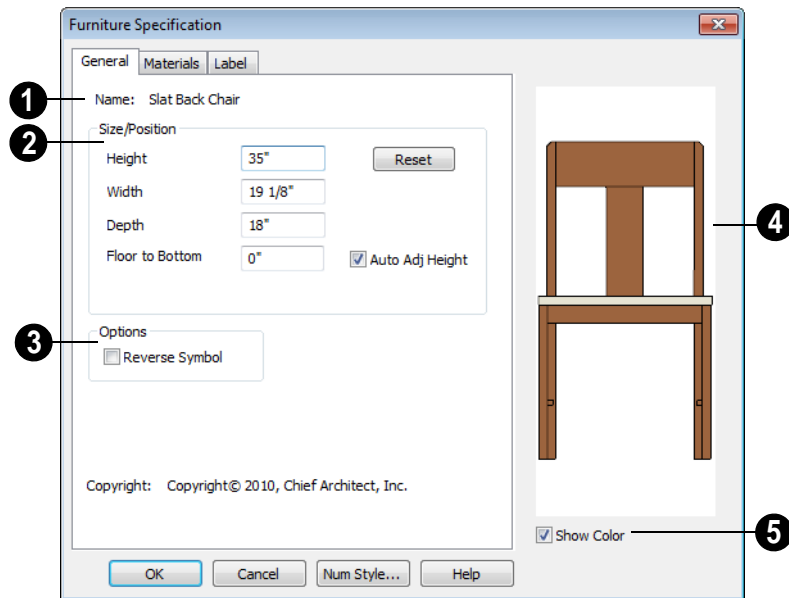 Furniture Specification
General Materials Label
1 Name: Slat Back Chair
2 Size/Position
Height 35" Reset
Width 19 1/8"
Depth 18"
Floor to Bottom 0" Auto Adj Height
3 Options
Reverse Symbol
Copyright: Copyright© 2010, Chief Architect, Inc.
4
Show Color 5
OK Cancel Num Style... Help